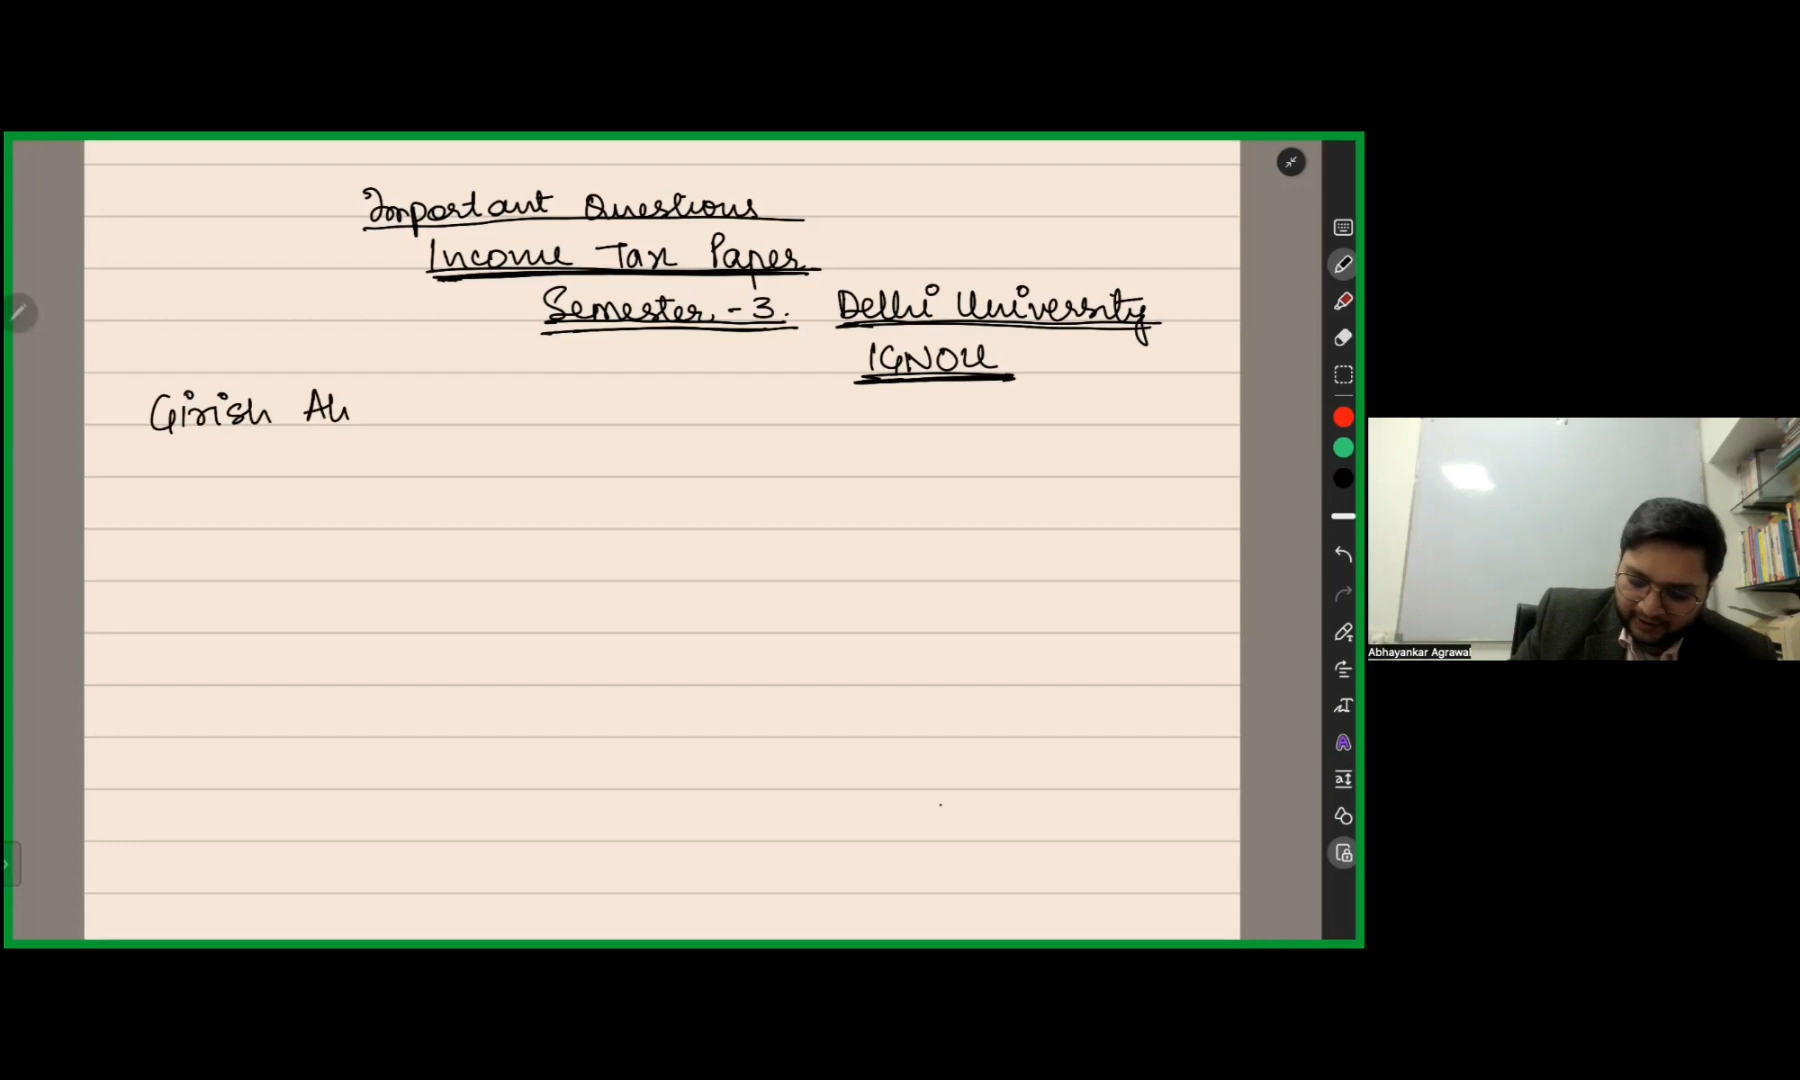 Important Questions
Income Tax Paper
Semester - 3. Delhi University
IGNOU
Girish Ah
Abhayankar Agrawal